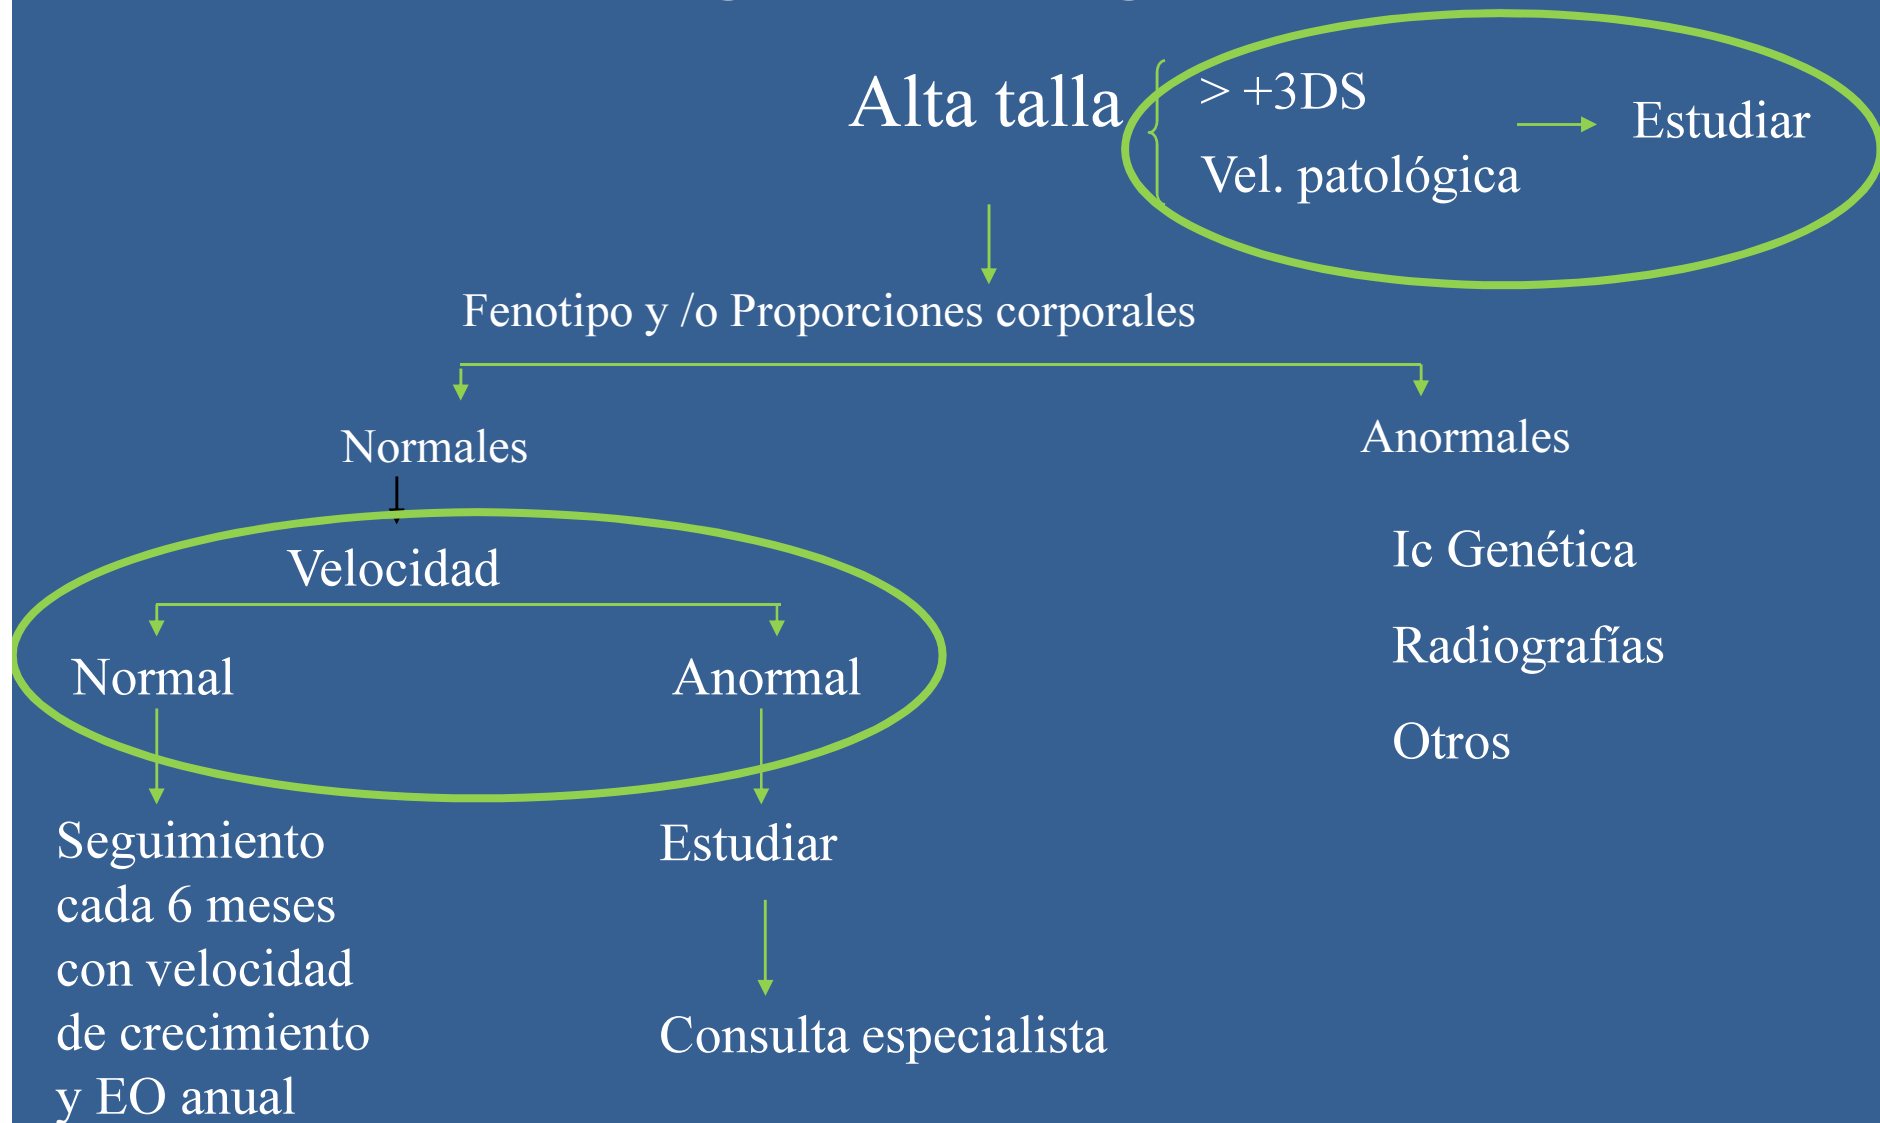 Alta talla
> +3DS
Vel. patológica
Estudiar
Fenotipo y /o Proporciones corporales
Normales
Anormales
Velocidad
Normal
Anormal
Ic Genética
Radiografías
Otros
Seguimiento
cada 6 meses
con velocidad
de crecimiento
y EO anual
Estudiar
Consulta especialista